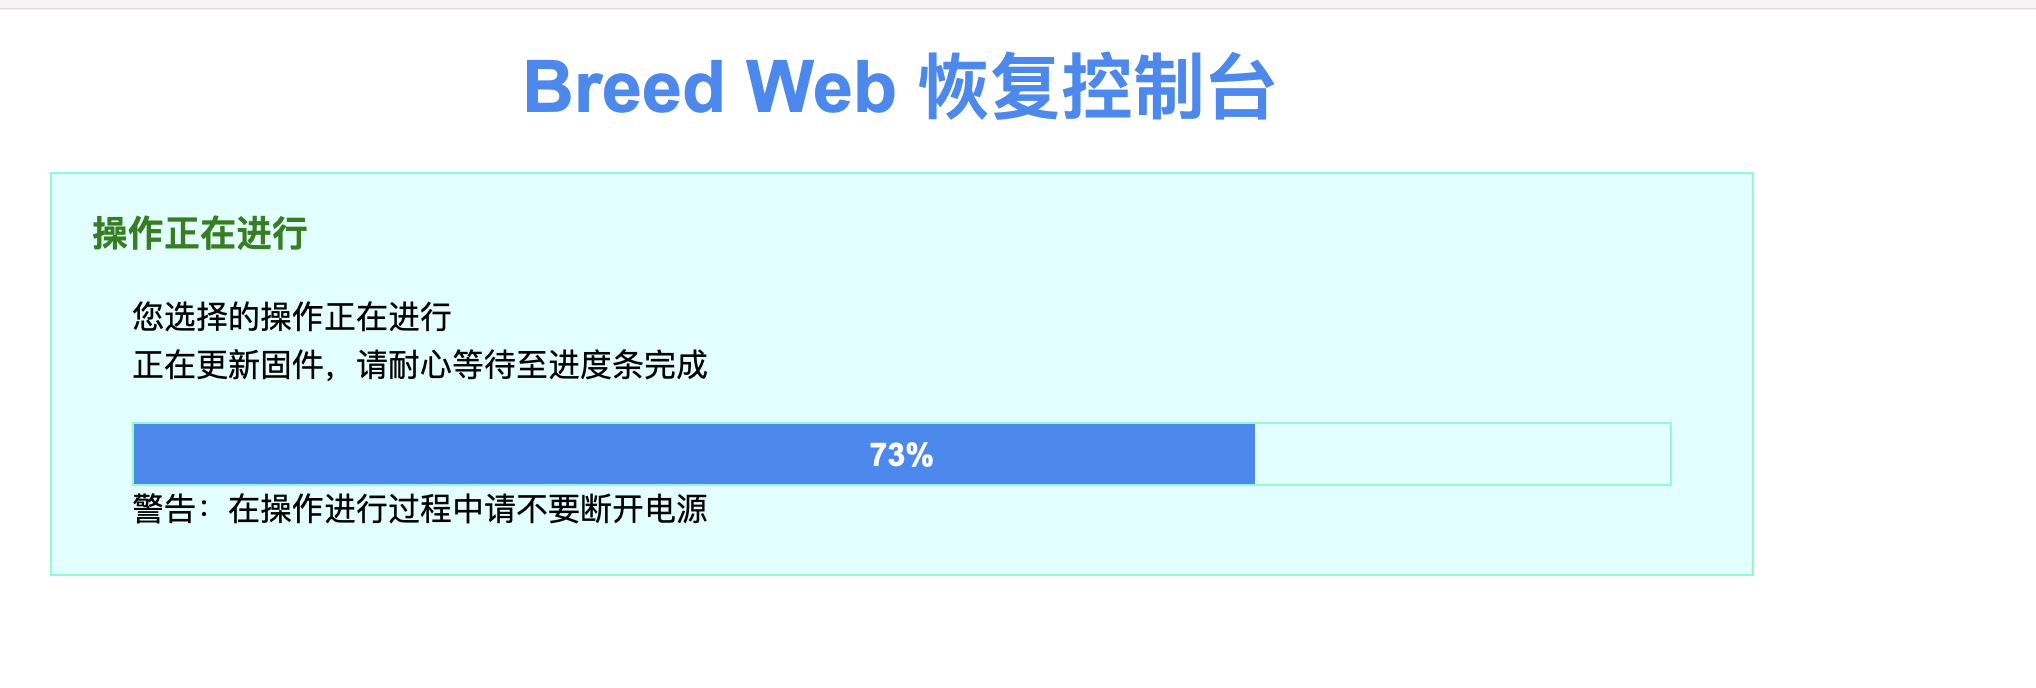 Breed Web 恢复控制台
操作正在进行
您选择的操作正在进行
正在更新固件，请耐心等待至进度条完成
73%
警告：在操作进行过程中请不要断开电源